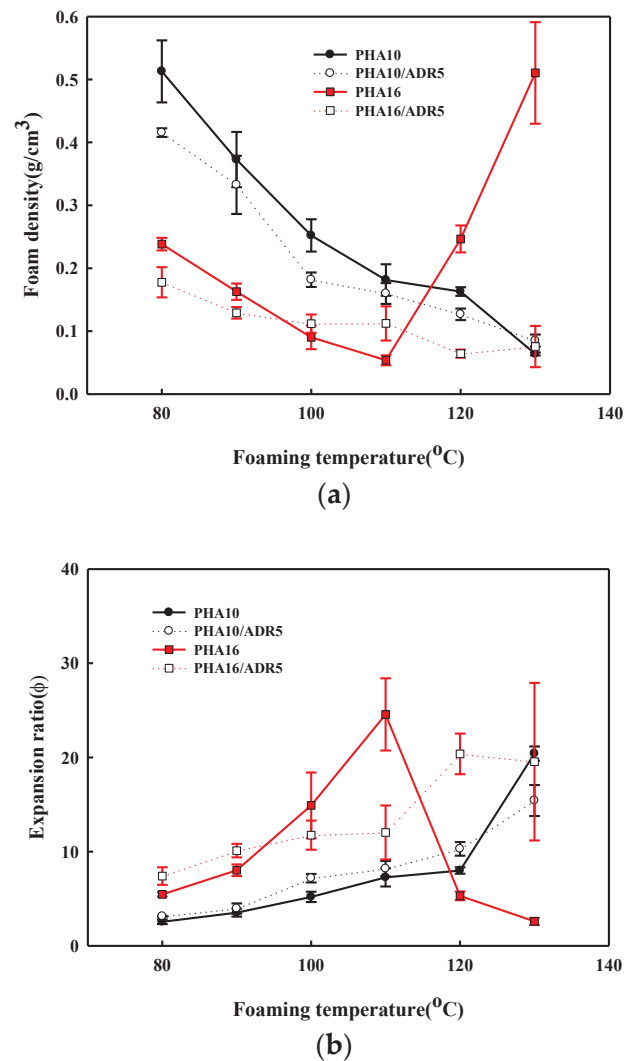 0.6
0.5
0.4
0.3
0.2
0.1
0.0
Foam density(g/cm3)
PHA10
PHA10/ADR5
PHA16
PHA16/ADR5
80 100 120 140
Foaming temperature(oC)
(a)
40
30
20
10
0
Expansion ratio(ϕ)
PHA10
PHA10/ADR5
PHA16
PHA16/ADR5
80 100 120 140
Foaming temperature(oC)
(b)